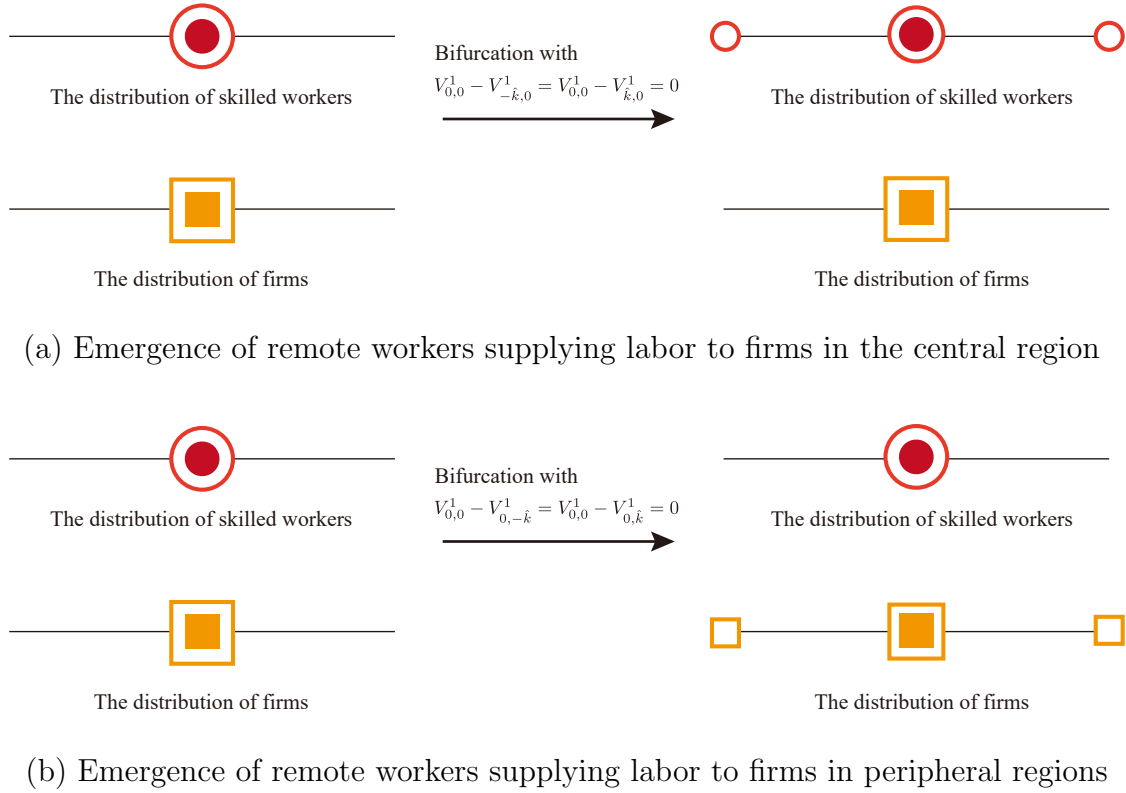 Bifurcation with
$V^1_{0,0} - V^1_{-\hat{k},0} = V^1_{0,0} - V^1_{\hat{k},0} = 0$
The distribution of skilled workers
The distribution of skilled workers
The distribution of firms
The distribution of firms
(a) Emergence of remote workers supplying labor to firms in the central region
Bifurcation with
$V^1_{0,0} - V^1_{0,-\hat{k}} = V^1_{0,0} - V^1_{0,\hat{k}} = 0$
The distribution of skilled workers
The distribution of skilled workers
The distribution of firms
The distribution of firms
(b) Emergence of remote workers supplying labor to firms in peripheral regions